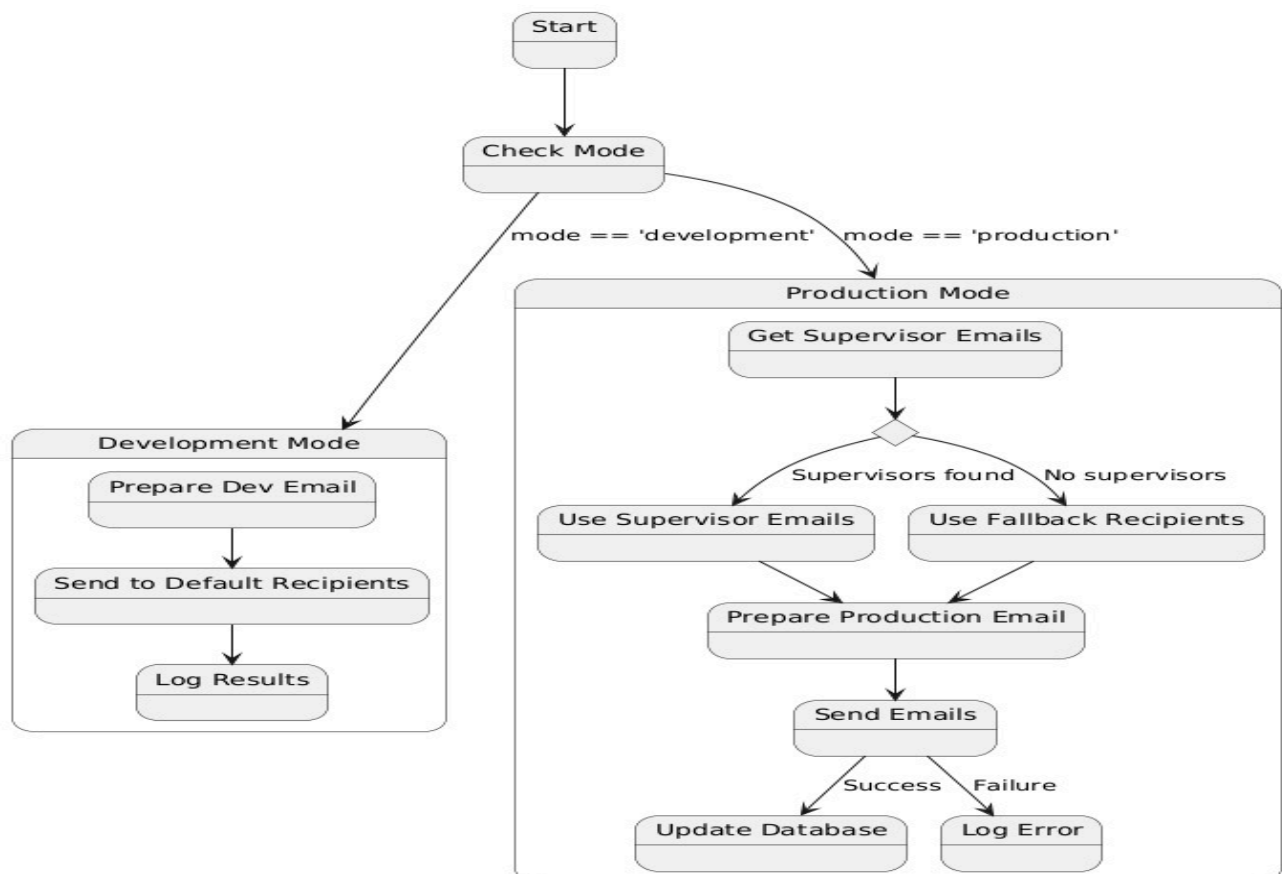 Start
Check Mode
mode == 'development'
mode == 'production'
Production Mode
Get Supervisor Emails
Development Mode
Prepare Dev Email
Supervisors found
No supervisors
Use Supervisor Emails
Use Fallback Recipients
Send to Default Recipients
Prepare Production Email
Log Results
Send Emails
Success
Failure
Update Database
Log Error